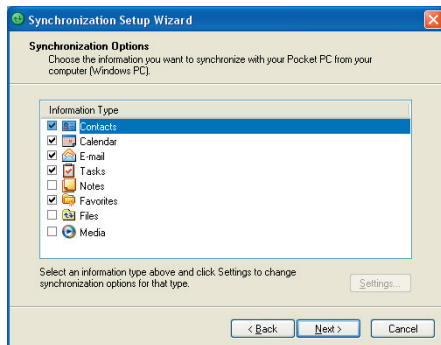 Synchronization Setup Wizard
Synchronization Options
Choose the information you want to synchronize with your Pocket PC from your
computer (Windows PC).
Information Type
Contacts
Calendar
E-mail
Tasks
Notes
Favorites
Files
Media
Select an information type above and click Settings to change
synchronization options for that type.
Settings...
< Back
Next >
Cancel